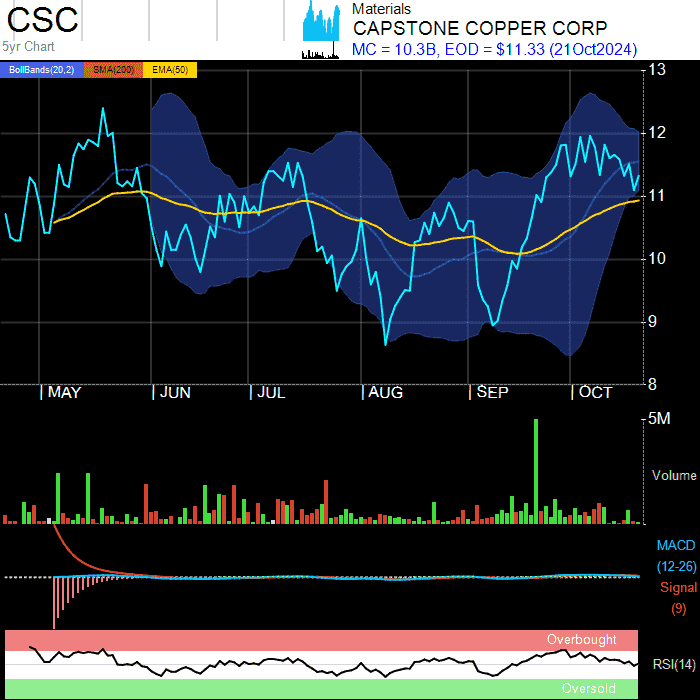 CSC
5yr Chart
Materials
CAPSTONE COPPER CORP
MC = 10.3B, EOD = $11.33 (21Oct2024)
BollBands(20,2) SMA(200) EMA(50)
13
12
11
10
9
8
MAY JUN JUL AUG SEP OCT
5M
Volume
MACD
(12-26)
Signal
(9)
Overbought
RSI(14)
Oversold